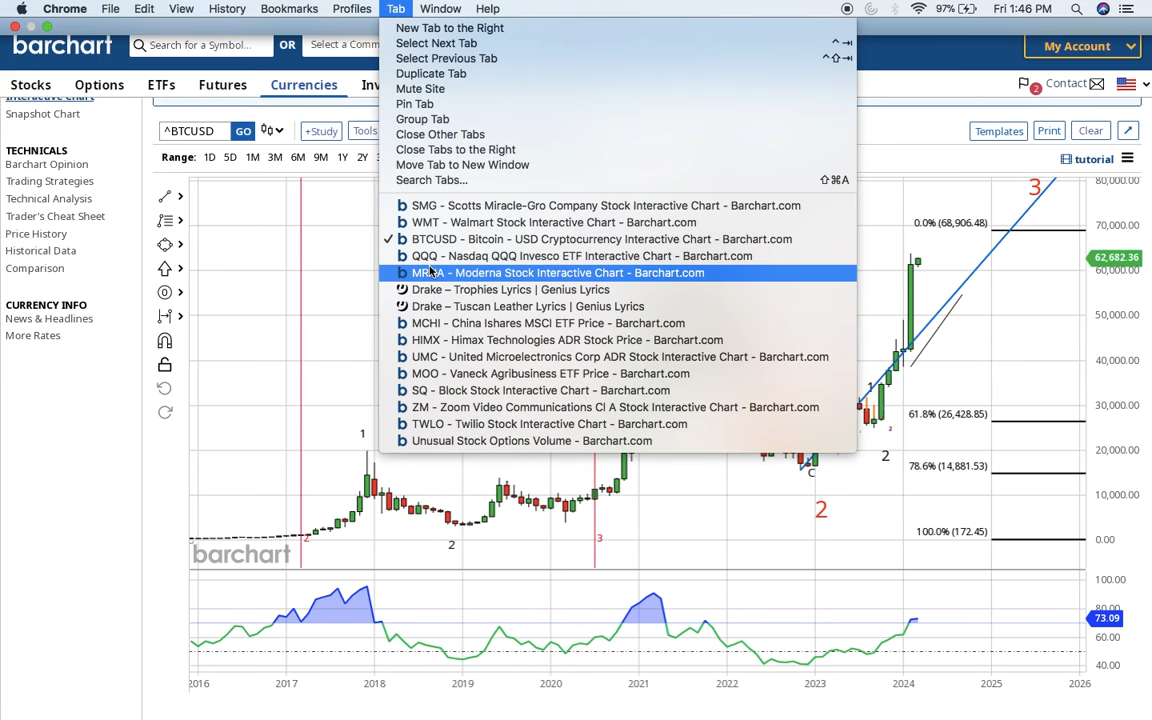 Chrome File Edit View History Bookmarks Profiles Tab Window Help 97% Fri 1:46 PM
barchart Search for a Symbol... OR Select a Comm My Account
Stocks Options ETFs Futures Currencies Inv 2 Contact
New Tab to the Right
Select Next Tab
Select Previous Tab
Duplicate Tab
Mute Site
Pin Tab
Group Tab
Close Other Tabs
Close Tabs to the Right
Move Tab to New Window
Search Tabs... ⇧⌘A
SMG - Scotts Miracle-Gro Company Stock Interactive Chart - Barchart.com
WMT - Walmart Stock Interactive Chart - Barchart.com
✓ BTCUSD - Bitcoin - USD Cryptocurrency Interactive Chart - Barchart.com
QQQ - Nasdaq QQQ Invesco ETF Interactive Chart - Barchart.com
MRNA - Moderna Stock Interactive Chart - Barchart.com
Drake – Trophies Lyrics | Genius Lyrics
Drake – Tuscan Leather Lyrics | Genius Lyrics
MCHI - China Ishares MSCI ETF Price - Barchart.com
HIMX - Himax Technologies ADR Stock Price - Barchart.com
UMC - United Microelectronics Corp ADR Stock Interactive Chart - Barchart.com
MOO - Vaneck Agribusiness ETF Price - Barchart.com
SQ - Block Stock Interactive Chart - Barchart.com
ZM - Zoom Video Communications Cl A Stock Interactive Chart - Barchart.com
TWLO - Twilio Stock Interactive Chart - Barchart.com
Unusual Stock Options Volume - Barchart.com
Interactive Chart
Snapshot Chart
TECHNICALS
Barchart Opinion
Trading Strategies
Technical Analysis
Trader's Cheat Sheet
Price History
Historical Data
Comparison
CURRENCY INFO
News & Headlines
More Rates
^BTCUSD GO +Study Tools Templates Print Clear
Range: 1D 5D 1M 3M 6M 9M 1Y 2Y tutorial
3
80,000.00
0.0% (68,906.48) 70,000.00
62,682.36
60,000.00
50,000.00
40,000.00
1
30,000.00
61.8% (26,428.85)
2
1 2 20,000.00
78.6% (14,881.53)
C
2
10,000.00
100.0% (172.45) 0.00
2 3
2
barchart
100.00
80.00
73.09
60.00
40.00
2016 2017 2018 2019 2020 2021 2022 2023 2024 2025 2026